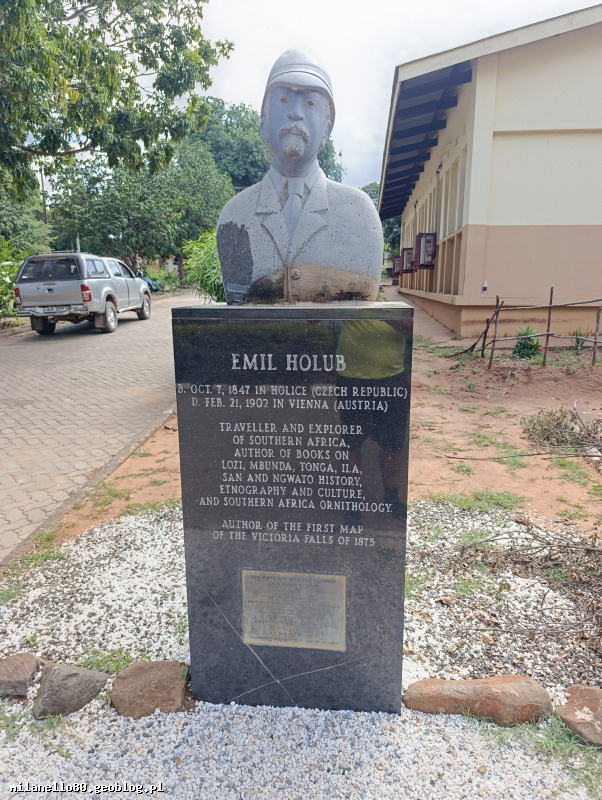 EMIL HOLUB
B. OCT. 7, 1847 IN HOLICE (CZECH REPUBLIC)
D. FEB. 21, 1902 IN VIENNA (AUSTRIA)
TRAVELLER AND EXPLORER
OF SOUTHERN AFRICA,
AUTHOR OF BOOKS ON
LOZI, MBUNDA, TONGA, ILA,
SAN AND NGWATO HISTORY,
ETNOGRAPHY AND CULTURE,
AND SOUTHERN AFRICA ORNITHOLOGY.
AUTHOR OF THE FIRST MAP
OF THE VICTORIA FALLS OF 1875
milanello80.geoblog.pl